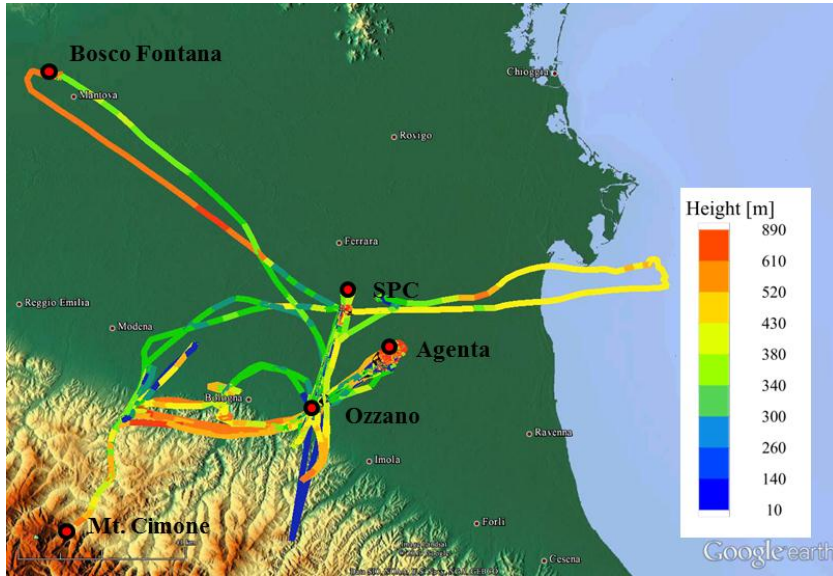 Bosco Fontana
Mantova
Chioggia
Rovigo
Ferrara
SPC
Reggio Emilia
Modena
Agenta
Bologna
Ozzano
Ravenna
Imola
Mt. Cimone
Forlì
Cesena
Height [m]
890
610
520
430
380
340
300
260
140
10
Google earth